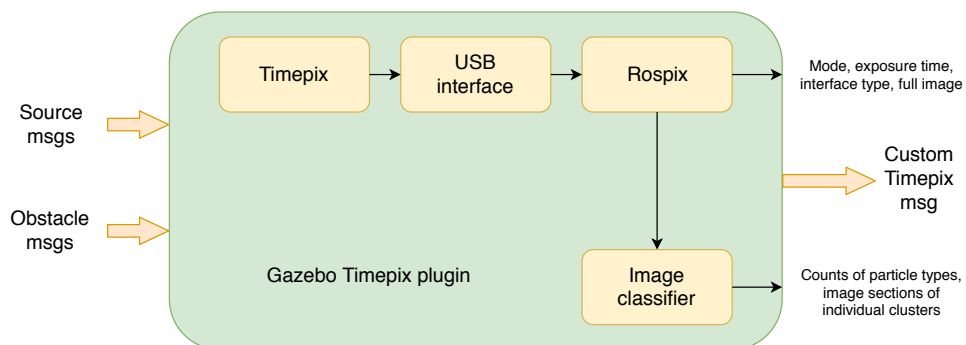 Timepix
USB
interface
Rospix
Mode, exposure time,
interface type, full image
Source
msgs
Custom
Timepix
msg
Obstacle
msgs
Gazebo Timepix plugin
Image
classifier
Counts of particle types,
image sections of
individual clusters